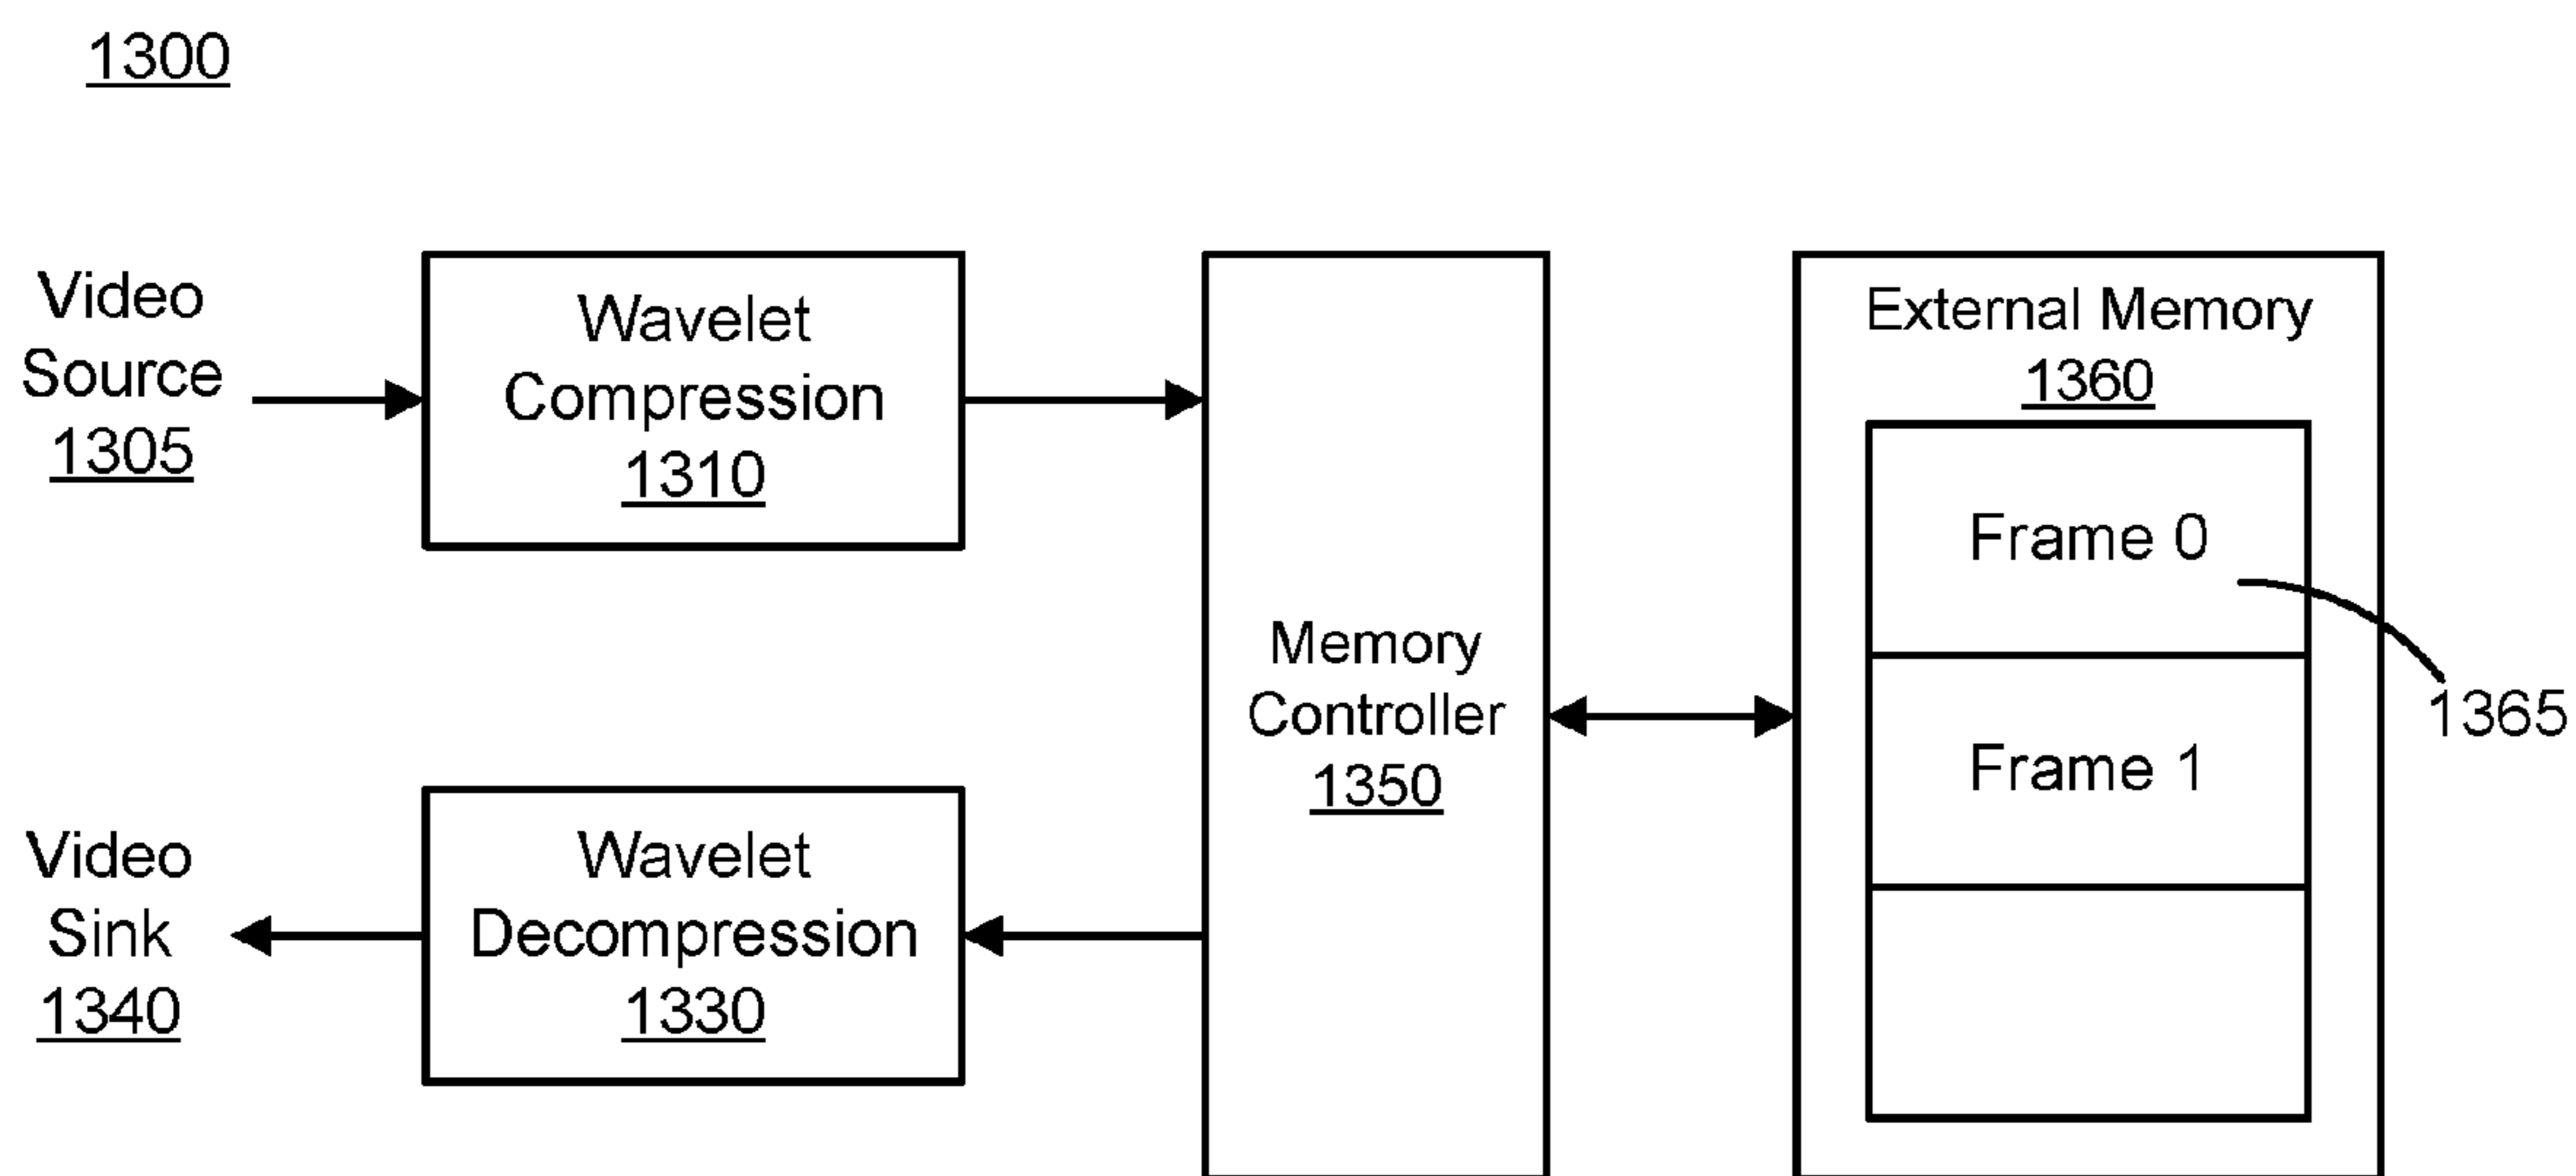 1300
Video
Source
1305
Wavelet
Compression
1310
Memory
Controller
1350
External Memory
1360
Frame 0
Frame 1
1365
Video
Sink
1340
Wavelet
Decompression
1330